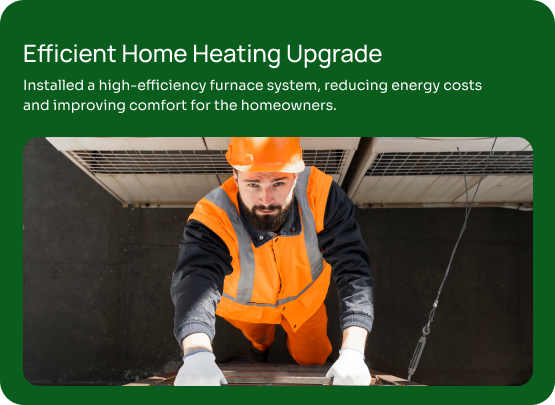 Efficient Home Heating Upgrade
Installed a high-efficiency furnace system, reducing energy costs
and improving comfort for the homeowners.